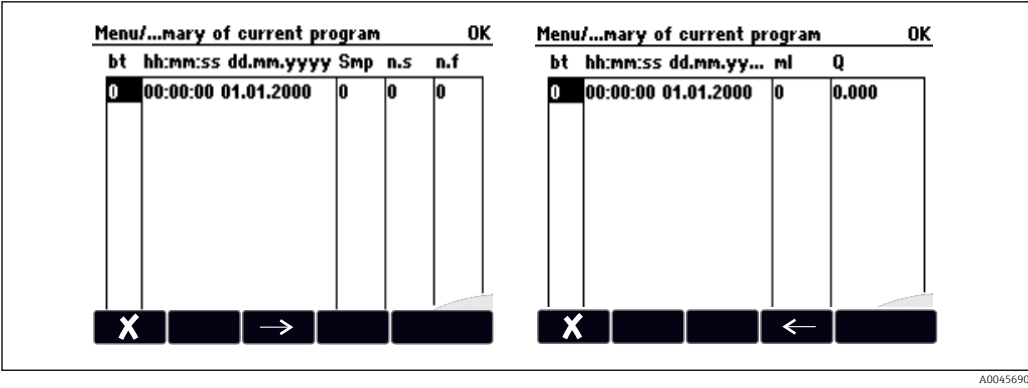 Menu/...mary of current program OK
bt hh:mm:ss dd.mm.yyyy Smp n.s n.f
0 00:00:00 01.01.2000 0 0 0
Menu/...mary of current program OK
bt hh:mm:ss dd.mm.yy... ml Q
0 00:00:00 01.01.2000 0 0.000
A0045690